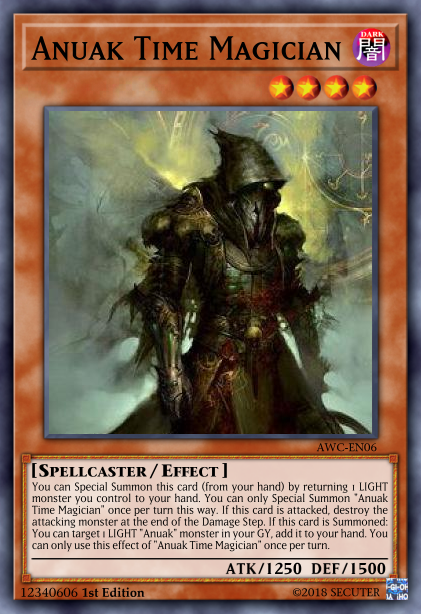 ANUAK TIME MAGICIAN
DARK
闇
AWC-EN06
[SPELLCASTER / EFFECT]
You can Special Summon this card (from your hand) by returning 1 LIGHT
monster you control to your hand. You can only Special Summon "Anuak
Time Magician" once per turn this way. If this card is attacked, destroy the
attacking monster at the end of the Damage Step. If this card is Summoned:
You can target 1 LIGHT "Anuak" monster in your GY, add it to your hand. You
can only use this effect of "Anuak Time Magician" once per turn.
ATK/1250 DEF/1500
12340606 1st Edition
©2018 SECUTER